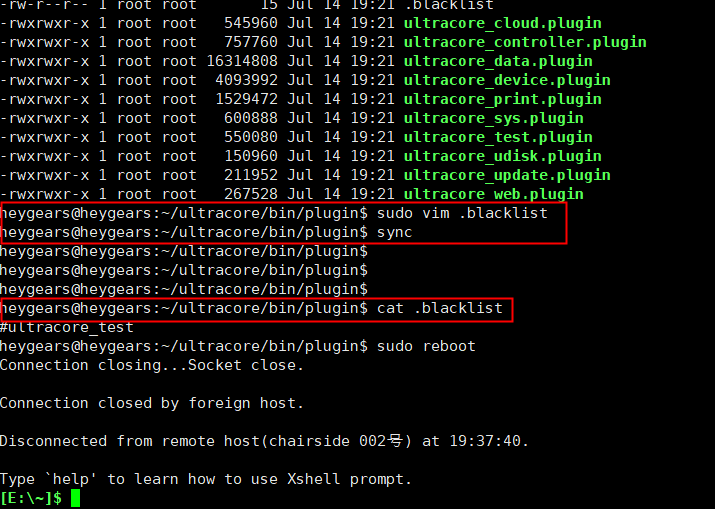 -rw-r--r-- 1 root root       15 Jul 14 19:21 .blacklist
-rwxrwxr-x 1 root root   545960 Jul 14 19:21 ultracore_cloud.plugin
-rwxrwxr-x 1 root root   757760 Jul 14 19:21 ultracore_controller.plugin
-rwxrwxr-x 1 root root 16314808 Jul 14 19:21 ultracore_data.plugin
-rwxrwxr-x 1 root root  4093992 Jul 14 19:21 ultracore_device.plugin
-rwxrwxr-x 1 root root  1529472 Jul 14 19:21 ultracore_print.plugin
-rwxrwxr-x 1 root root   600888 Jul 14 19:21 ultracore_sys.plugin
-rwxrwxr-x 1 root root   550080 Jul 14 19:21 ultracore_test.plugin
-rwxrwxr-x 1 root root   150960 Jul 14 19:21 ultracore_udisk.plugin
-rwxrwxr-x 1 root root   211952 Jul 14 19:21 ultracore_update.plugin
-rwxrwxr-x 1 root root   267528 Jul 14 19:21 ultracore_web.plugin
heygears@heygears:~/ultracore/bin/plugin$ sudo vim .blacklist
heygears@heygears:~/ultracore/bin/plugin$ sync
heygears@heygears:~/ultracore/bin/plugin$
heygears@heygears:~/ultracore/bin/plugin$
heygears@heygears:~/ultracore/bin/plugin$
heygears@heygears:~/ultracore/bin/plugin$ cat .blacklist
#ultracore_test
heygears@heygears:~/ultracore/bin/plugin$ sudo reboot
Connection closing...Socket close.
Connection closed by foreign host.
Disconnected from remote host(chairside 002号) at 19:37:40.
Type `help' to learn how to use Xshell prompt.
[E:\~]$